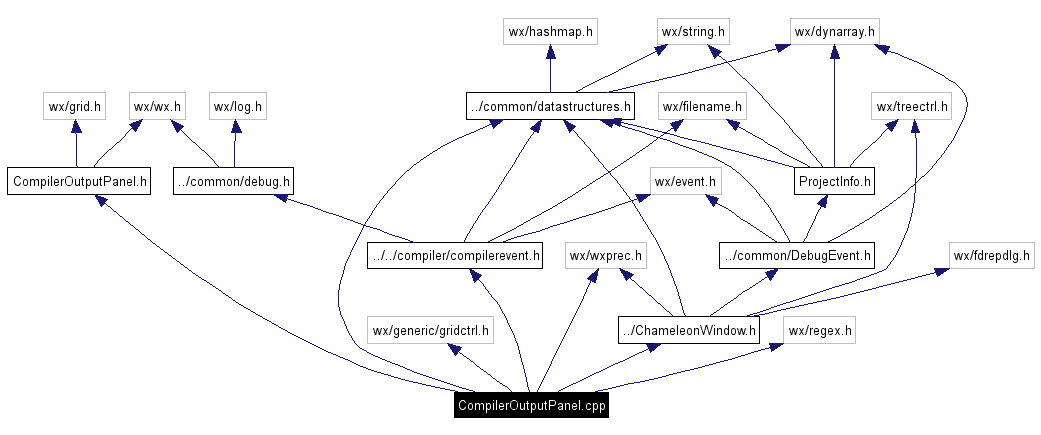 wx/hashmap.h
wx/string.h
wx/dynarray.h
wx/grid.h
wx/wx.h
wx/log.h
../common/datastructures.h
wx/filename.h
wx/treectrl.h
CompilerOutputPanel.h
../common/debug.h
wx/event.h
ProjectInfo.h
../../compiler/compilerevent.h
wx/wxprec.h
../common/DebugEvent.h
wx/fdrepdlg.h
wx/generic/gridctrl.h
../ChameleonWindow.h
wx/regex.h
CompilerOutputPanel.cpp